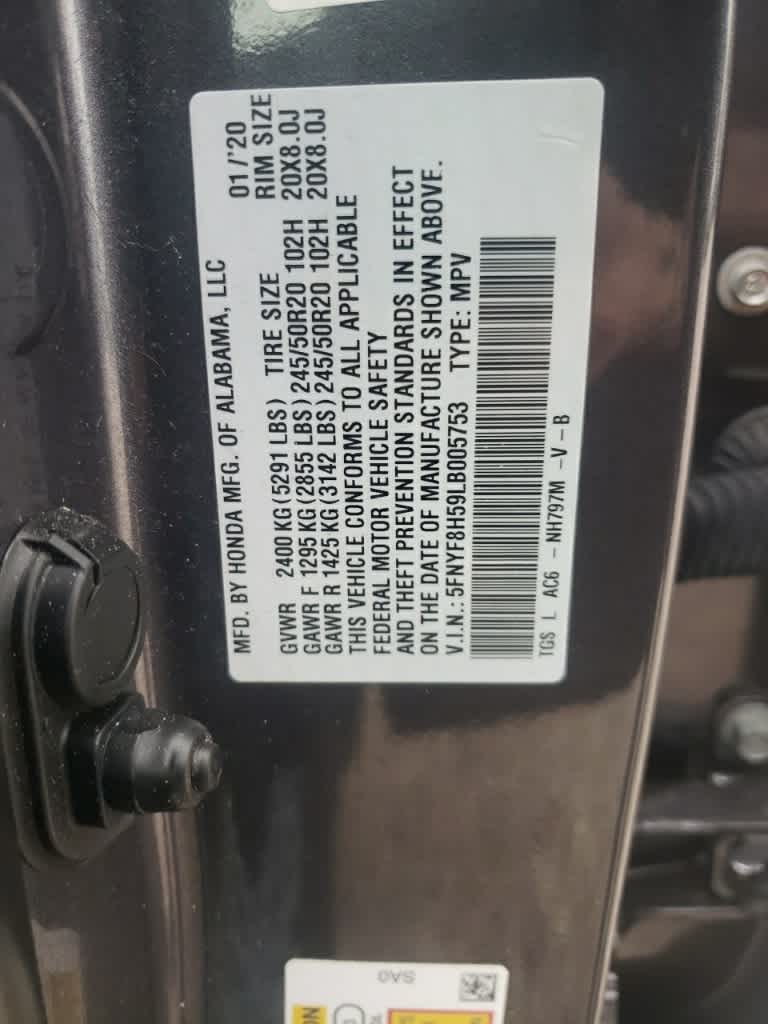 MFD. BY HONDA MFG. OF ALABAMA, LLC 01/'20
GVWR 2400 KG(5291 LBS) TIRE SIZE RIM SIZE
GAWR F 1295 KG(2855 LBS)245/50R20 102H 20X8.0J
GAWR R 1425 KG(3142 LBS)245/50R20 102H 20X8.0J
THIS VEHICLE CONFORMS TO ALL APPLICABLE
FEDERAL MOTOR VEHICLE SAFETY
AND THEFT PREVENTION STANDARDS IN EFFECT
ON THE DATE OF MANUFACTURE SHOWN ABOVE.
V.I.N.: 5FNYF8H59LB005753 TYPE: MPV
TGS L AC6 - NH797M -V-B
SA0